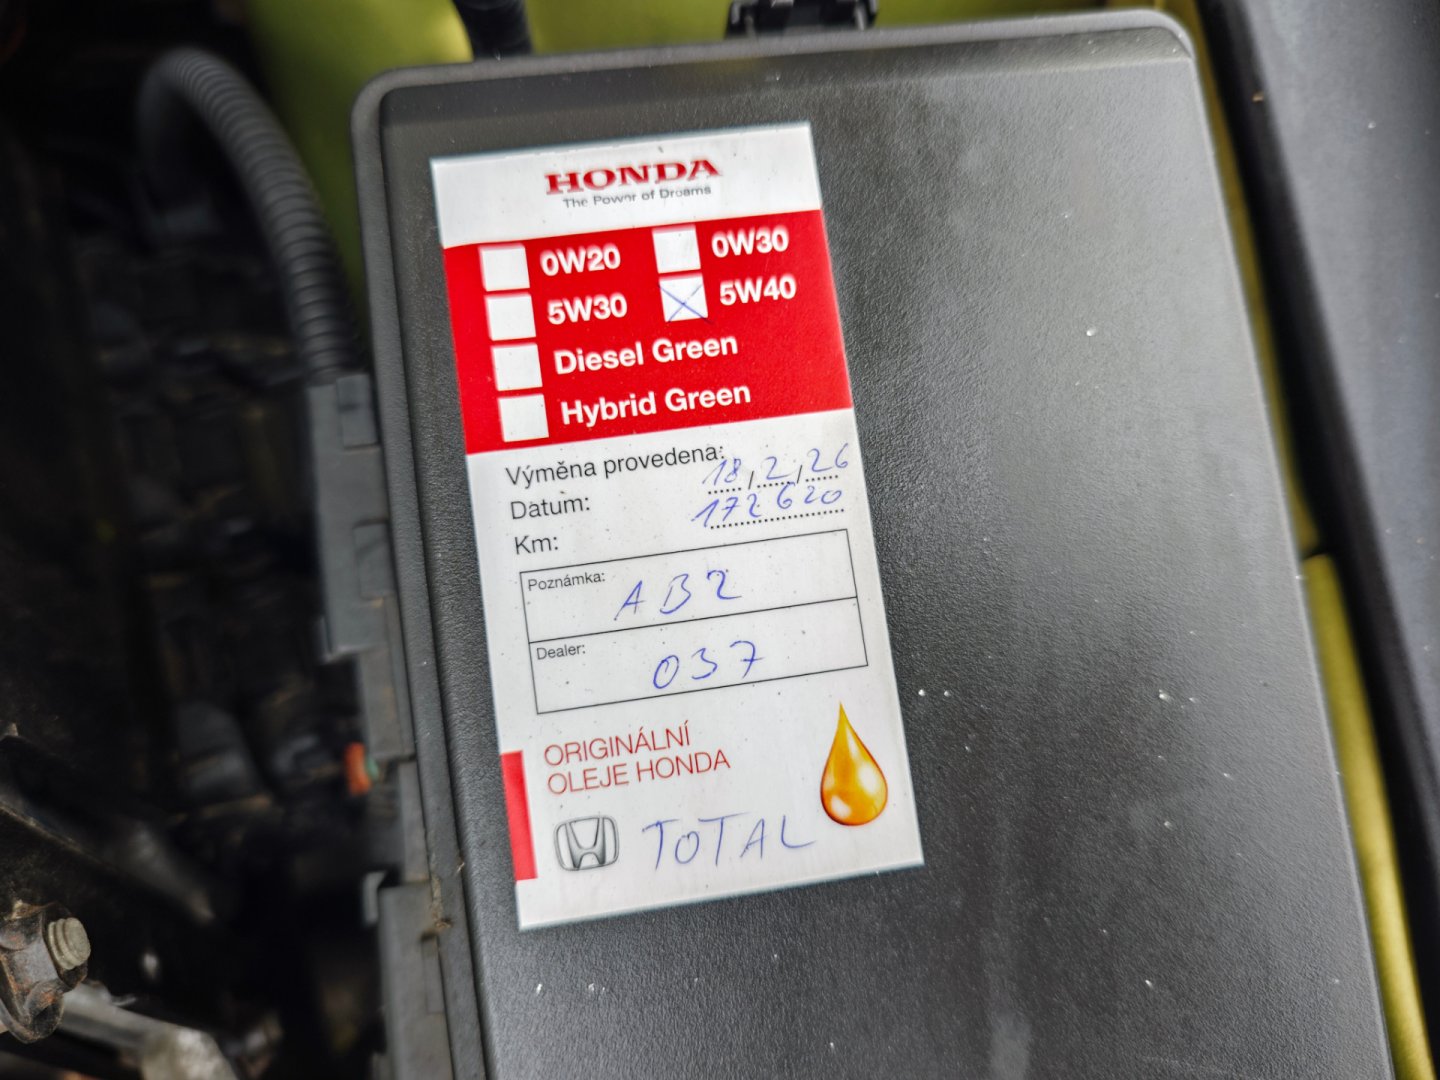 HONDA
The Power of Dreams
0W20 0W30
5W30 5W40
Diesel Green
Hybrid Green
Výměna provedena:
Datum: 18,2,26
Km: 172620
Poznámka: AB2
Dealer: 037
ORIGINÁLNÍ
OLEJE HONDA
TOTAL